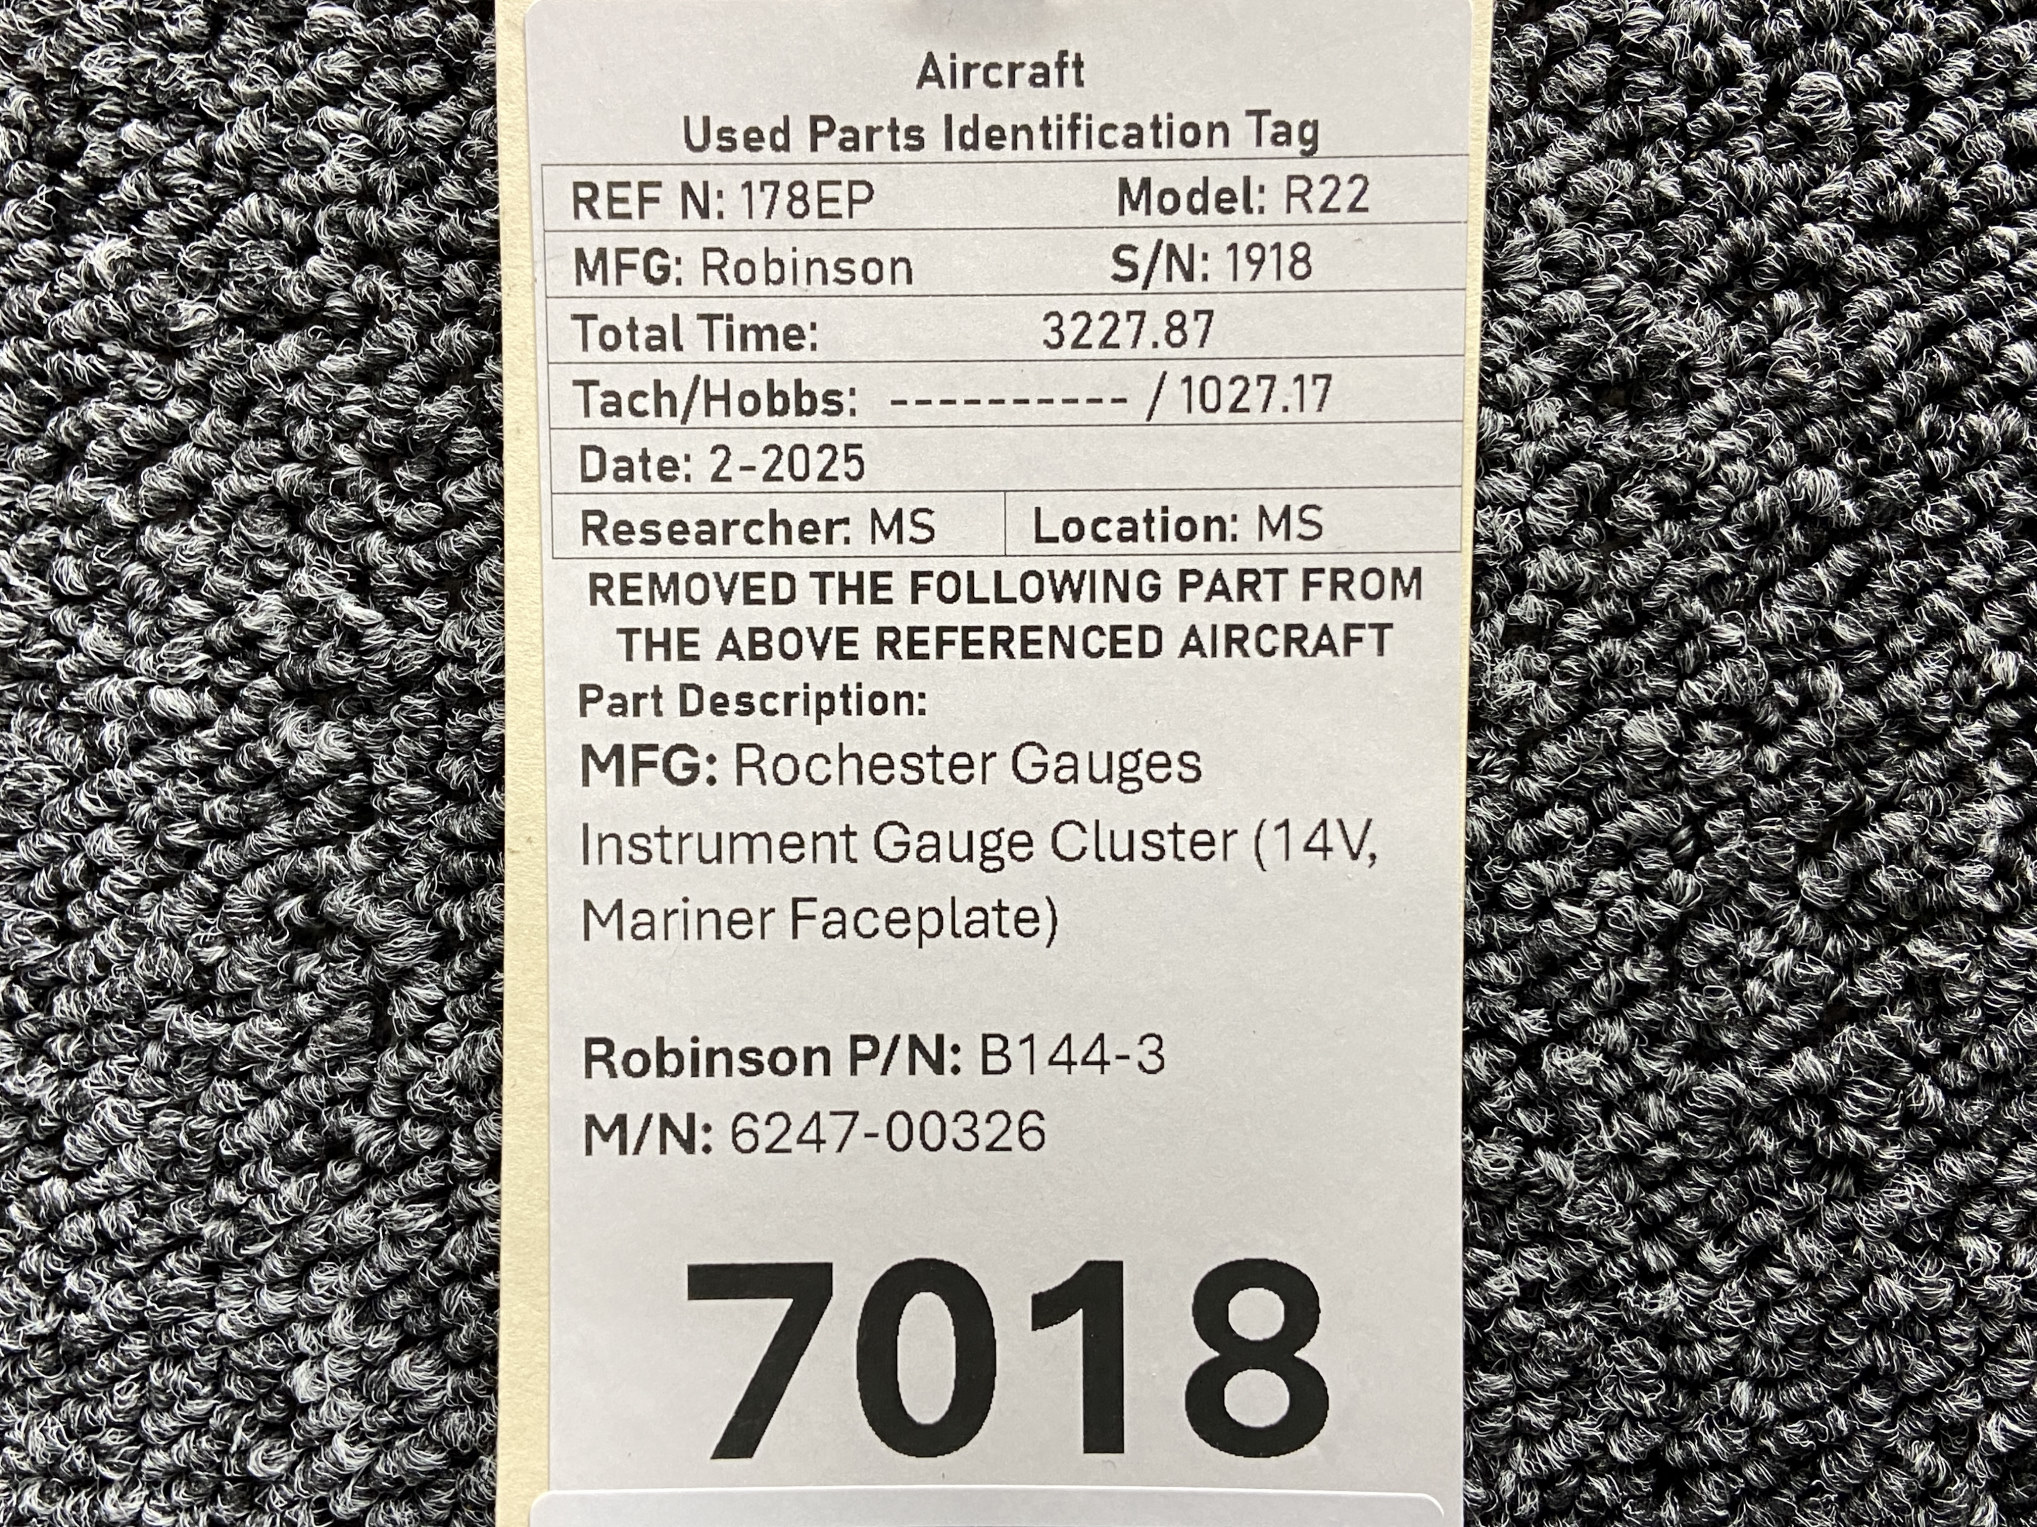 Aircraft
Used Parts Identification Tag
REF N: 178EP Model: R22
MFG: Robinson S/N: 1918
Total Time: 3227.87
Tach/Hobbs: ---------- / 1027.17
Date: 2-2025
Researcher: MS Location: MS
REMOVED THE FOLLOWING PART FROM
THE ABOVE REFERENCED AIRCRAFT
Part Description:
MFG: Rochester Gauges
Instrument Gauge Cluster (14V,
Mariner Faceplate)
Robinson P/N: B144-3
M/N: 6247-00326
7018